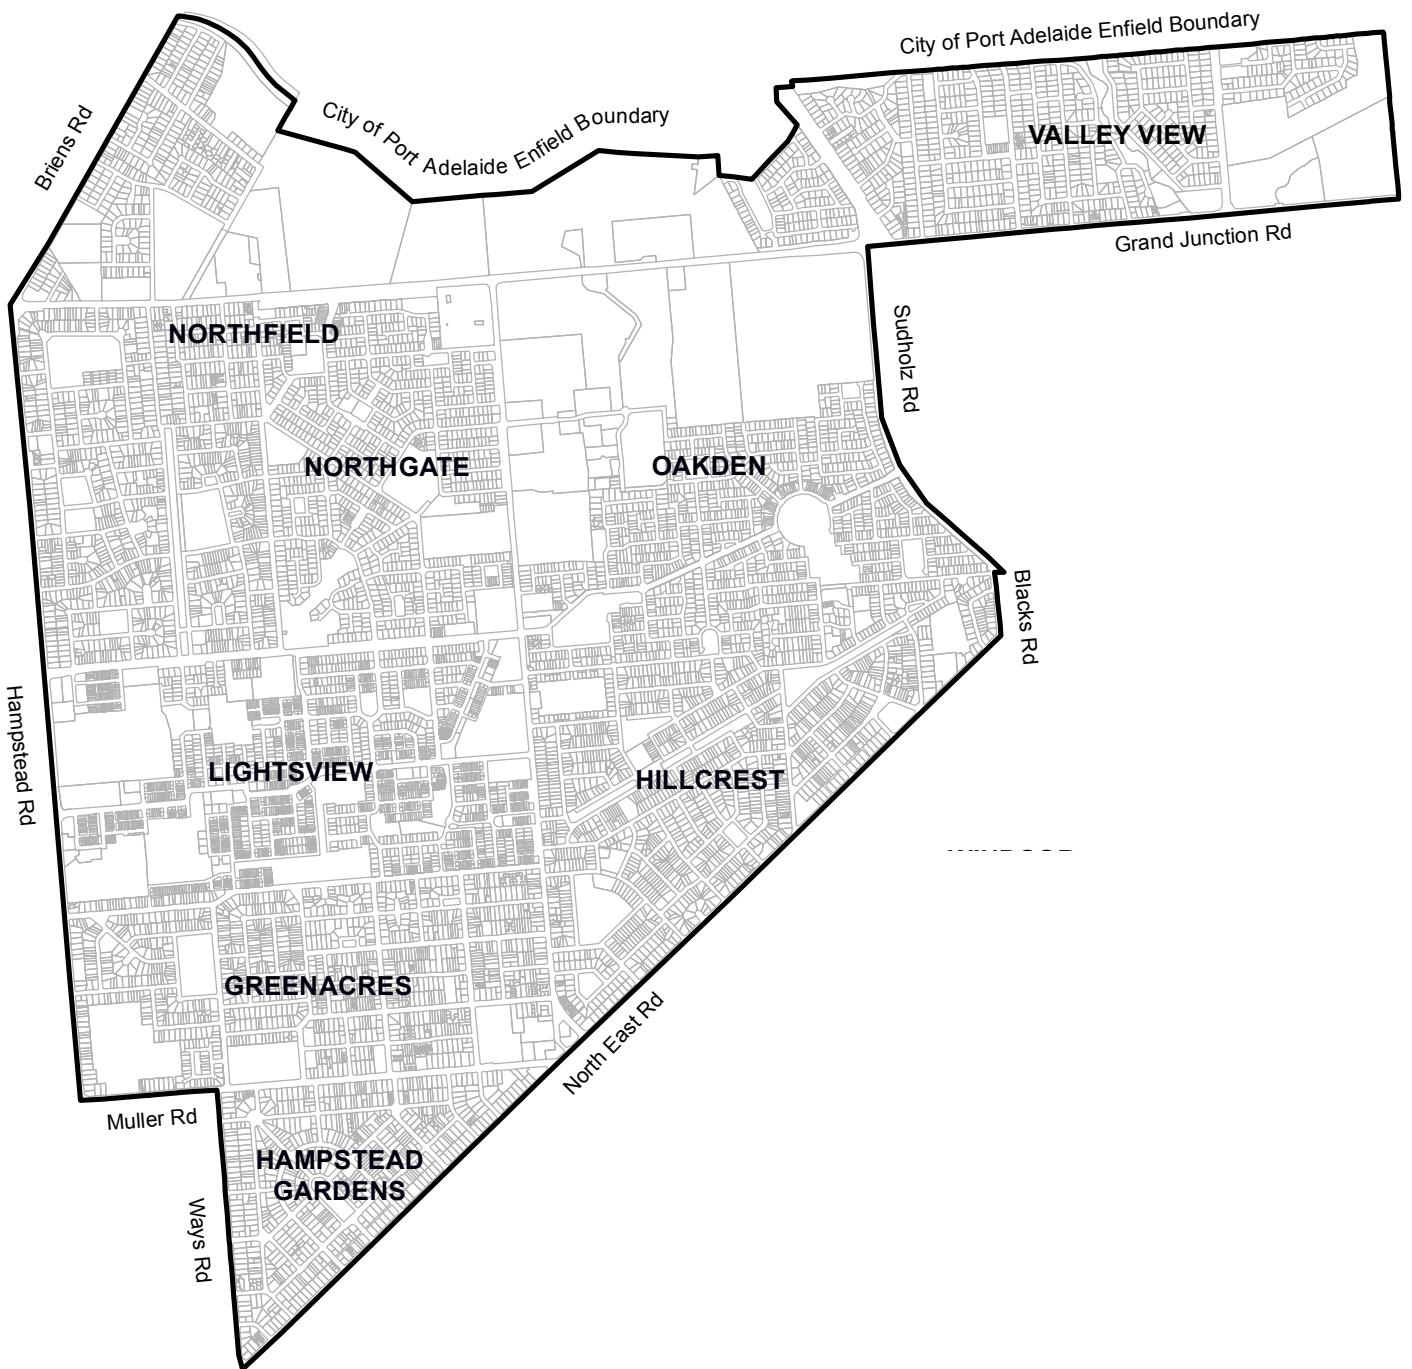 City of Port Adelaide Enfield Boundary
City of Port Adelaide Enfield Boundary
Briens Rd
VALLEY VIEW
Grand Junction Rd
NORTHFIELD
Sudholz Rd
NORTHGATE
OAKDEN
Blacks Rd
Hampstead Rd
LIGHTSVIEW
HILLCREST
GREENACRES
North East Rd
Muller Rd
HAMPSTEAD
GARDENS
Ways Rd